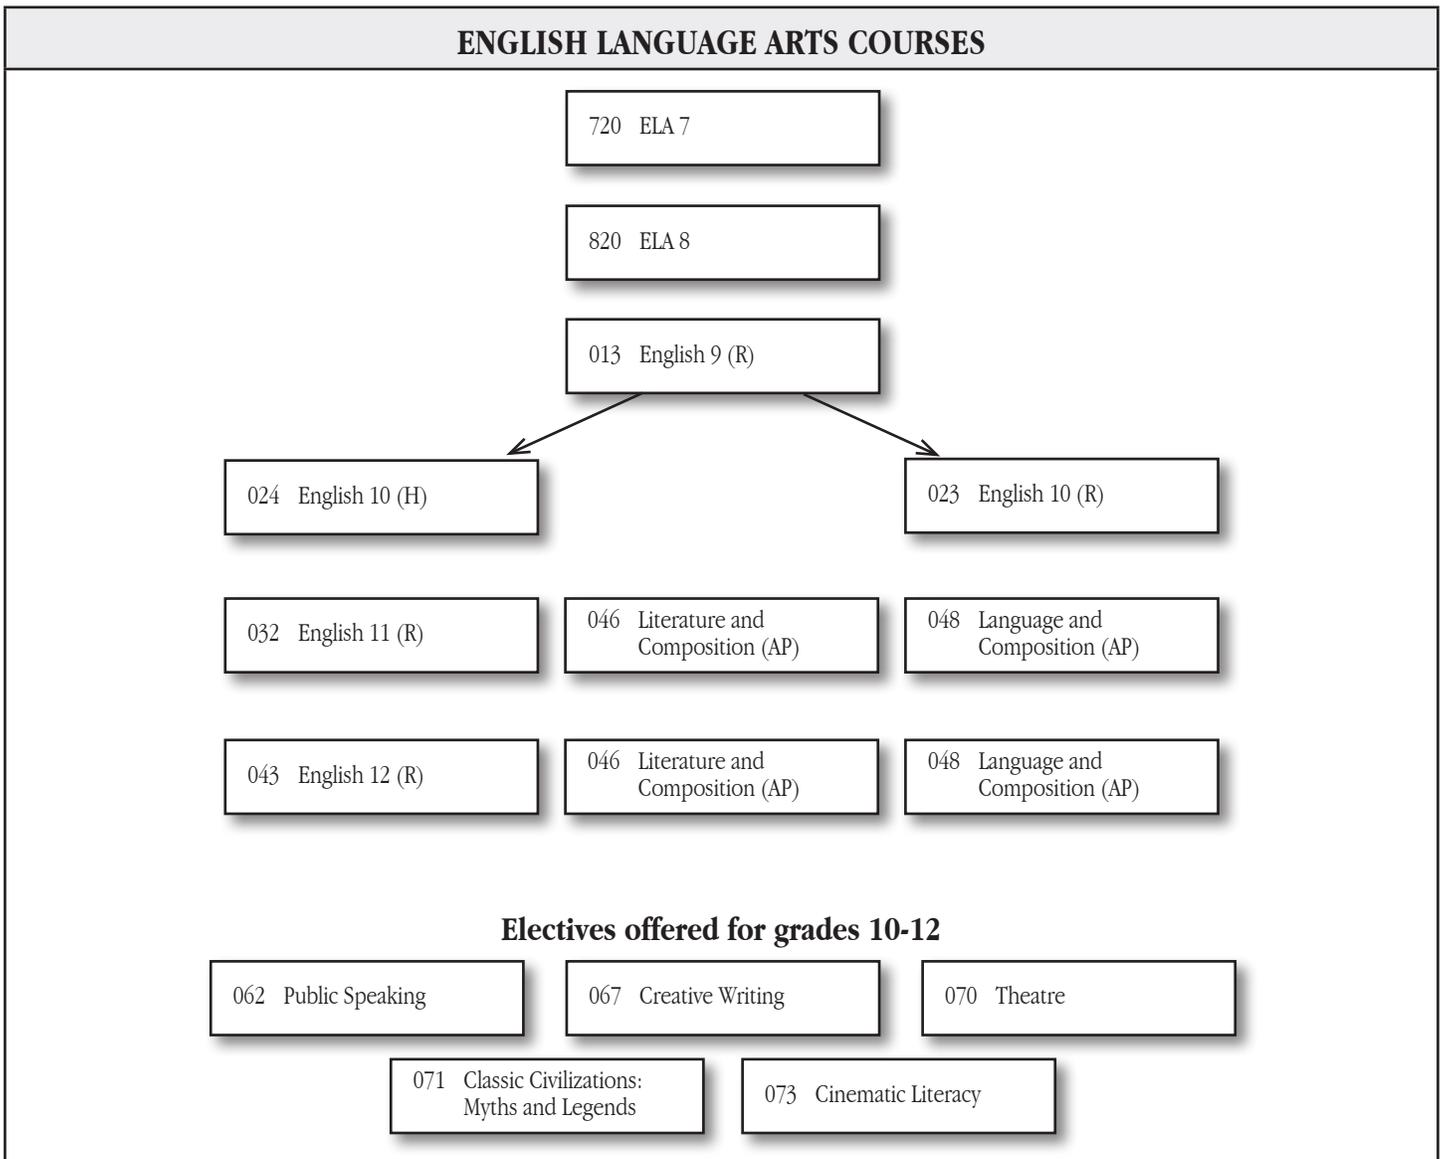 ENGLISH LANGUAGE ARTS COURSES
720 ELA 7
820 ELA 8
013 English 9 (R)
024 English 10 (H)
023 English 10 (R)
032 English 11 (R)
046 Literature and
Composition (AP)
048 Language and
Composition (AP)
043 English 12 (R)
046 Literature and
Composition (AP)
048 Language and
Composition (AP)
Electives offered for grades 10-12
062 Public Speaking
067 Creative Writing
070 Theatre
071 Classic Civilizations:
Myths and Legends
073 Cinematic Literacy